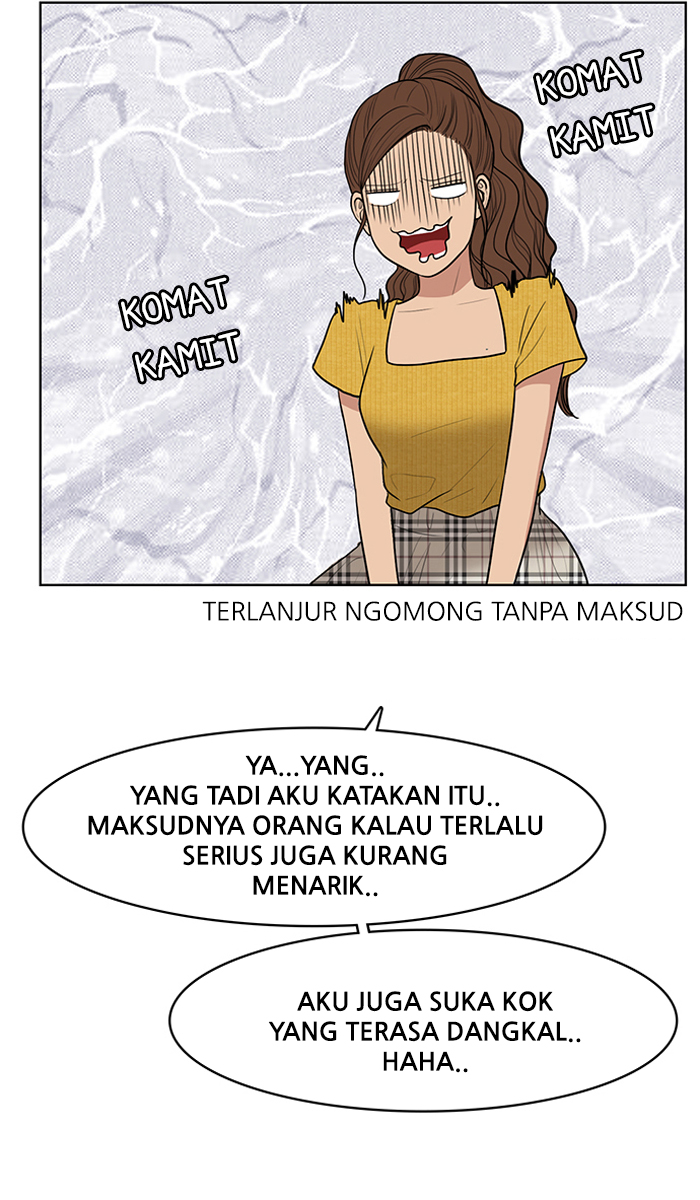 KOMAT
KAMIT
KOMAT
KAMIT
TERLANJUR NGOMONG TANPA MAKSUD
YA...YANG..
YANG TADI AKU KATAKAN ITU..
MAKSUDNYA ORANG KALAU TERLALU
SERIUS JUGA KURANG
MENARIK..
AKU JUGA SUKA KOK
YANG TERASA DANGKAL..
HAHA..